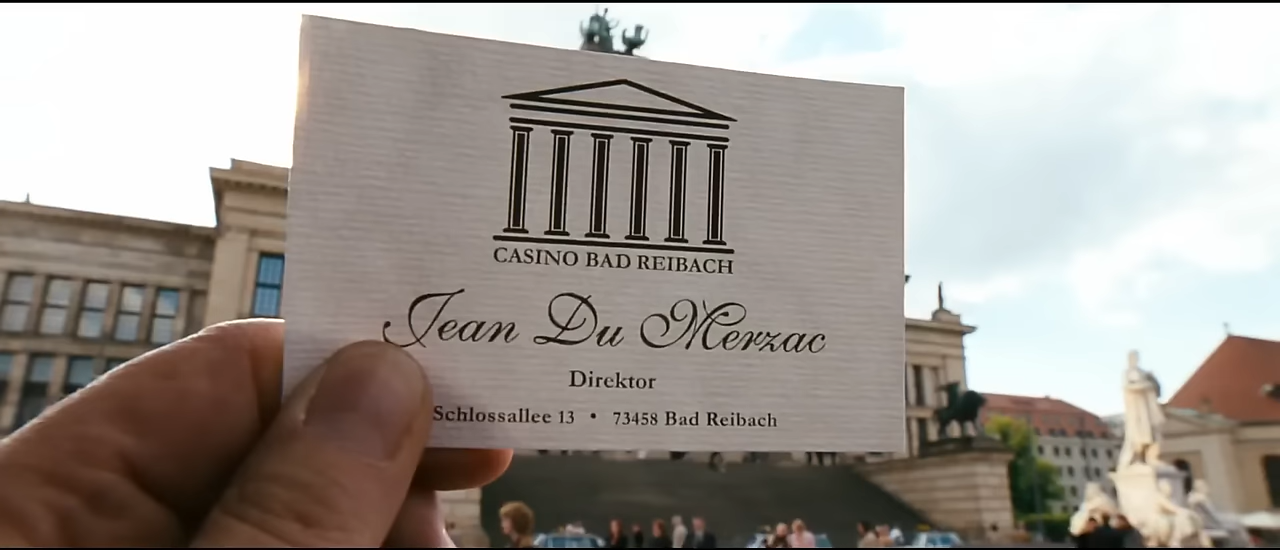 CASINO BAD REIBACH
Jean Du Merzac
Direktor
Schlossallee 13 • 73458 Bad Reibach